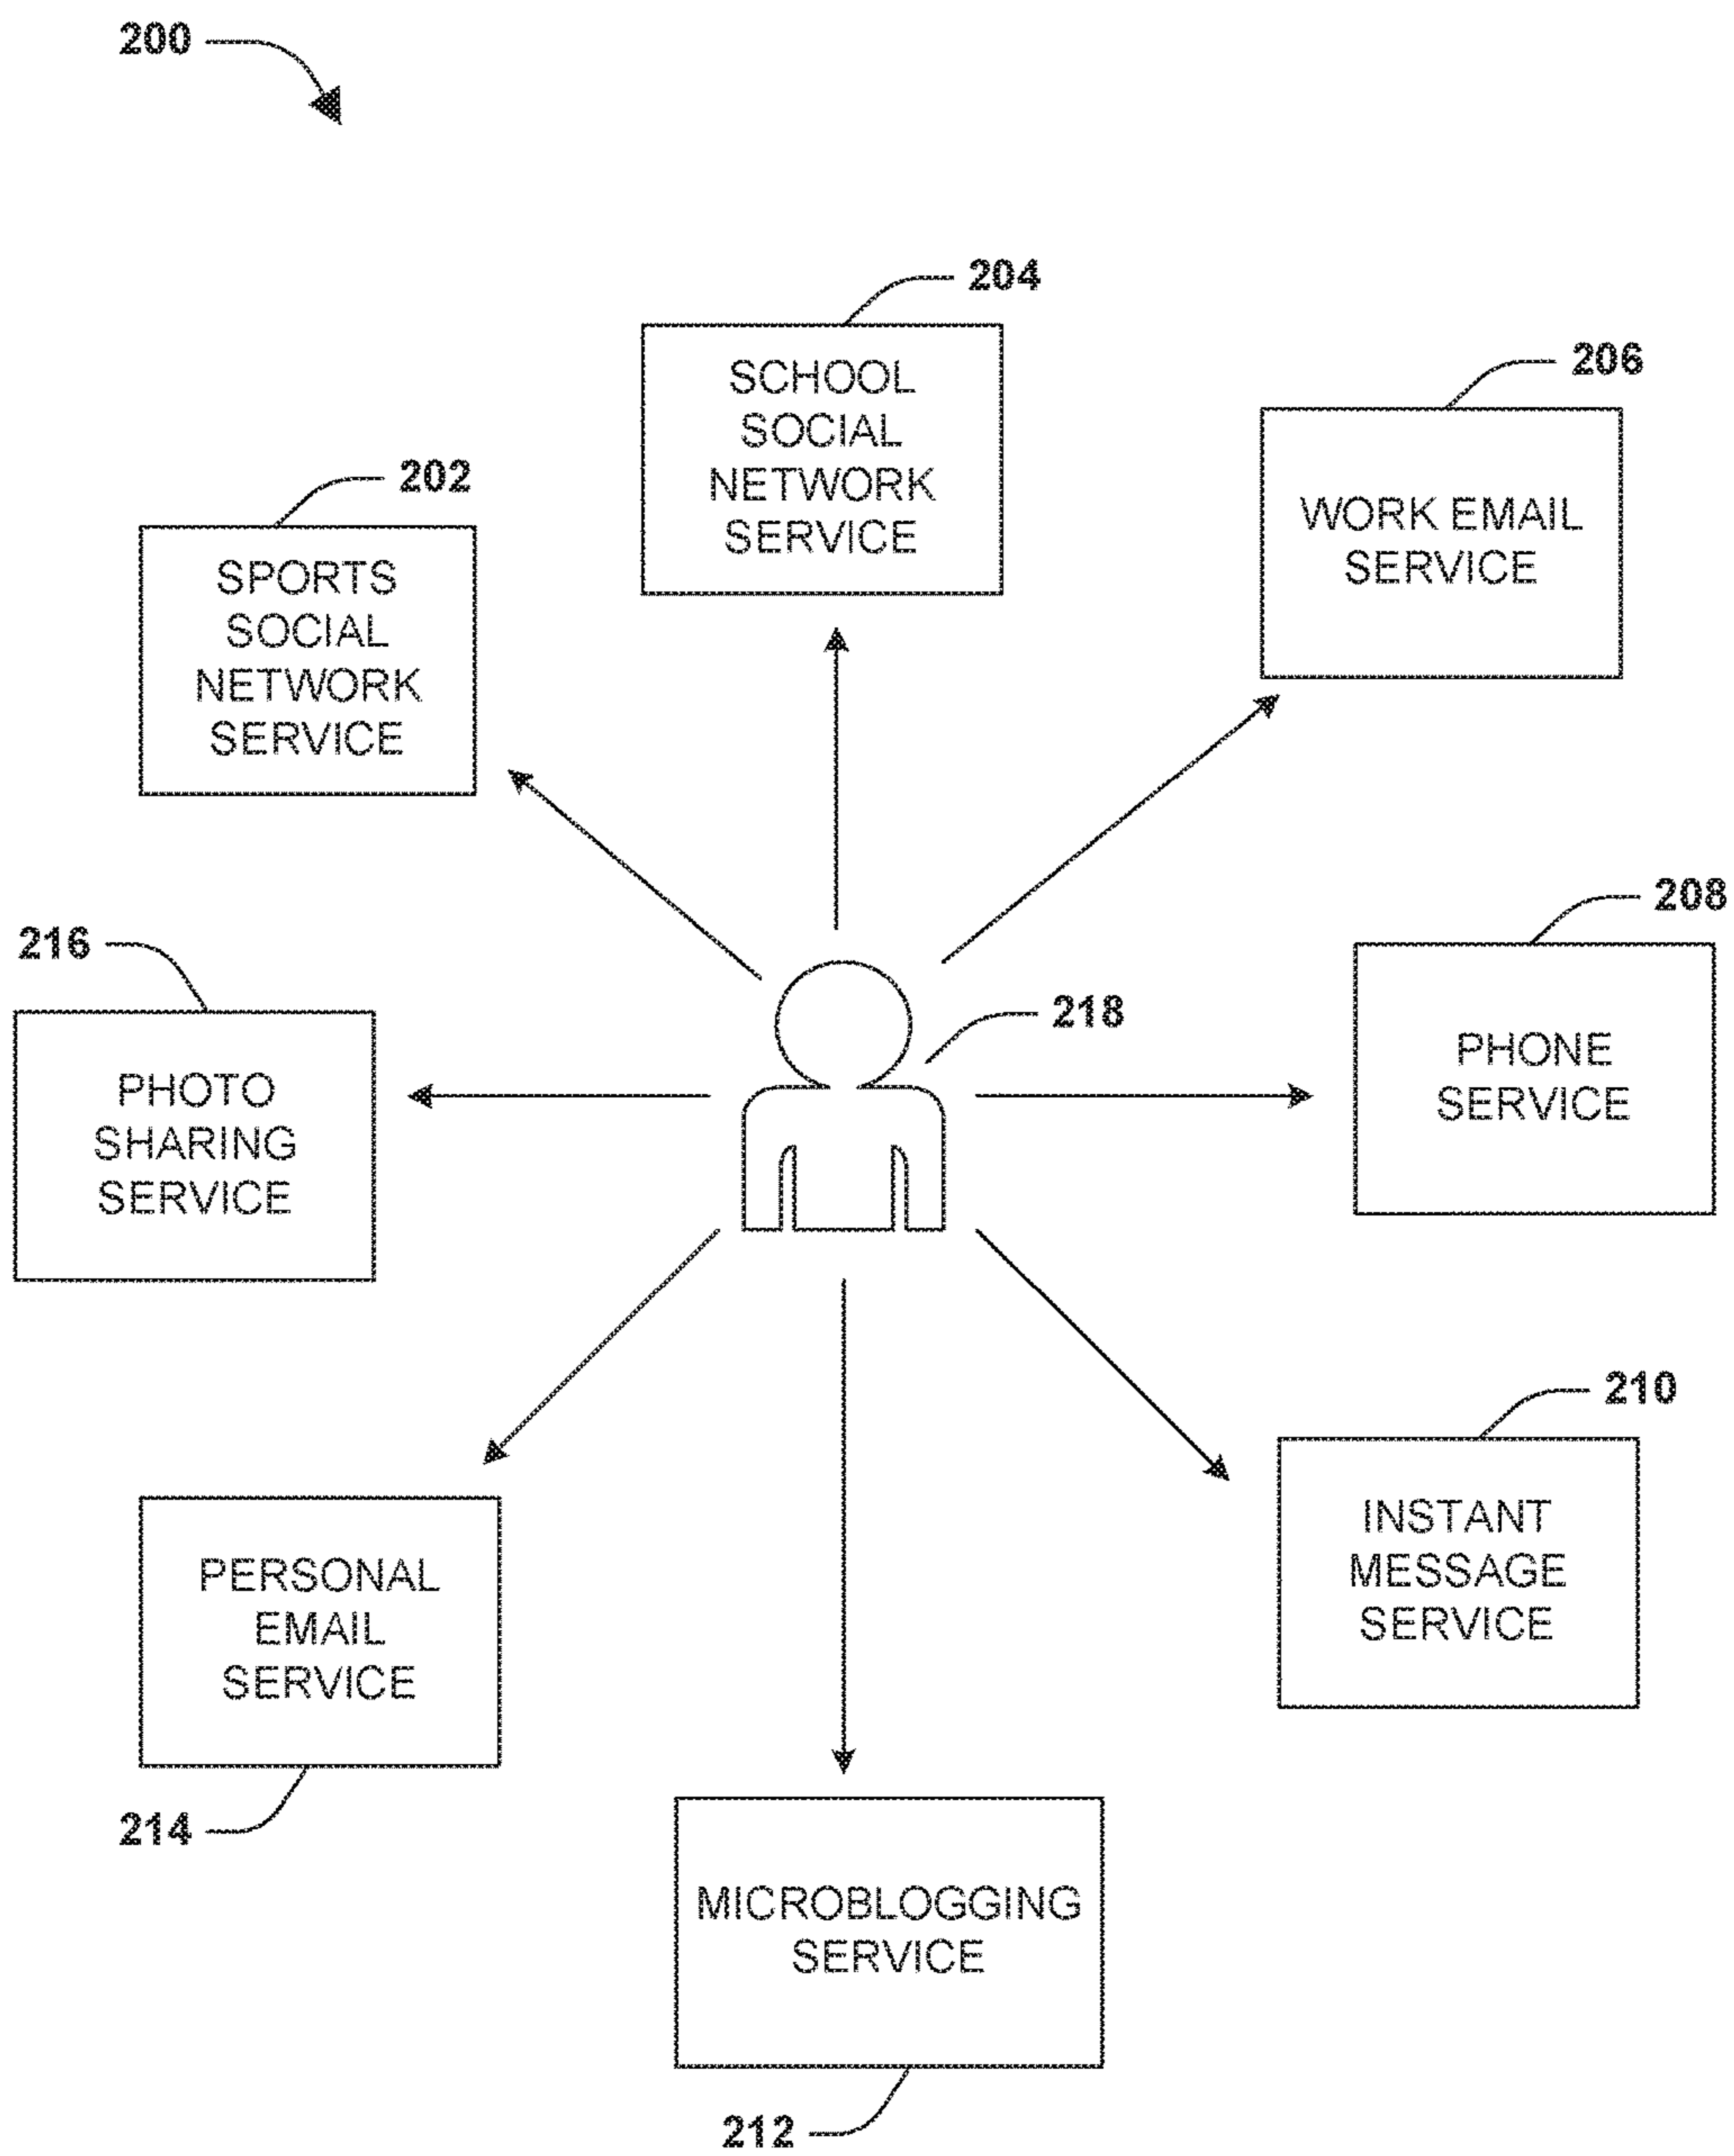 200
204
SCHOOL
SOCIAL
NETWORK
SERVICE
206
WORK EMAIL
SERVICE
202
SPORTS
SOCIAL
NETWORK
SERVICE
208
PHONE
SERVICE
216
PHOTO
SHARING
SERVICE
218
210
INSTANT
MESSAGE
SERVICE
PERSONAL
EMAIL
SERVICE
214
MICROBLOGGING
SERVICE
212